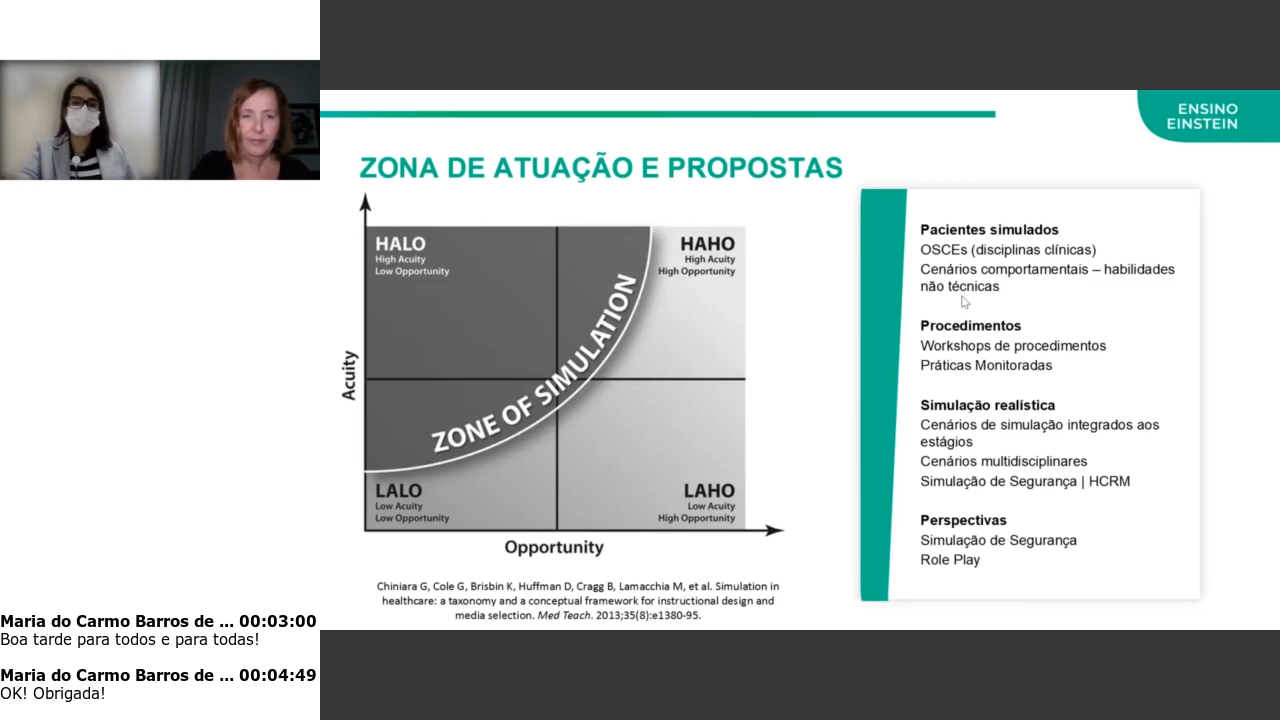 ENSINO
EINSTEIN
ZONA DE ATUAÇÃO E PROPOSTAS
HALO
High Acuity
Low Opportunity
HAHO
High Acuity
High Opportunity
ZONE OF SIMULATION
Acuity
LALO
Low Acuity
Low Opportunity
LAHO
Low Acuity
High Opportunity
Opportunity
Chiniara G, Cole G, Brisbin K, Huffman D, Cragg B, Lamacchia M, et al. Simulation in
healthcare: a taxonomy and a conceptual framework for instructional design and
media selection. Med Teach. 2013;35(8):e1380-95.
Pacientes simulados
OSCEs (disciplinas clínicas)
Cenários comportamentais – habilidades
não técnicas
Procedimentos
Workshops de procedimentos
Práticas Monitoradas
Simulação realística
Cenários de simulação integrados aos
estágios
Cenários multidisciplinares
Simulação de Segurança | HCRM
Perspectivas
Simulação de Segurança
Role Play
Maria do Carmo Barros de ... 00:03:00
Boa tarde para todos e para todas!
Maria do Carmo Barros de ... 00:04:49
OK! Obrigada!